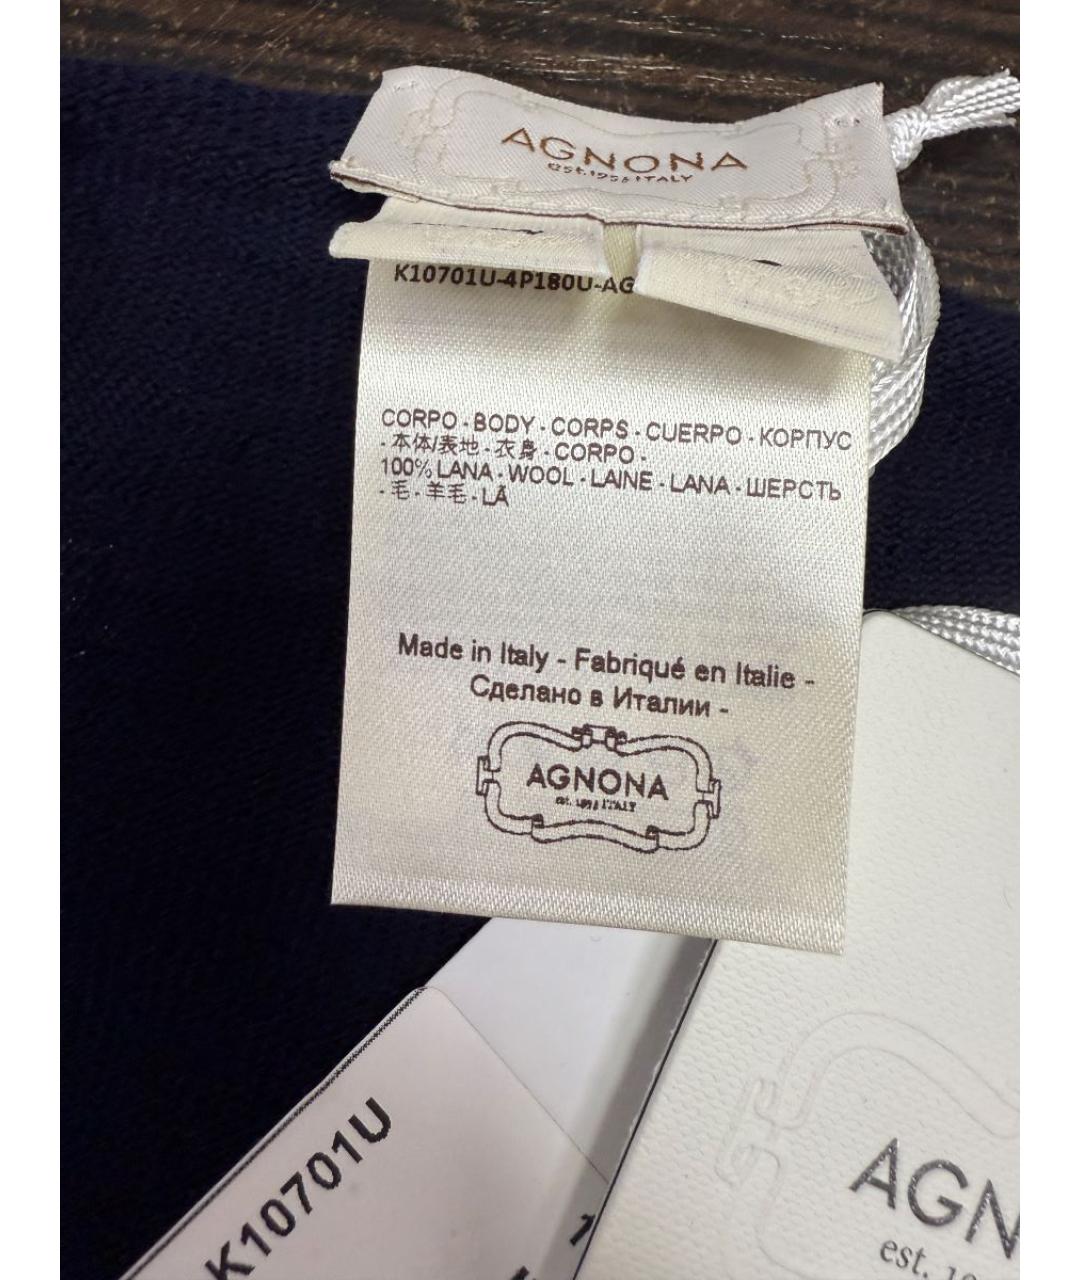 AGNONA
est.1953 ITALY
K10701U-4P180U-AG
CORPO - BODY - CORPS - CUERPO - КОРПУС
- 本体/表地 - 衣身 - CORPO -
100% LANA - WOOL - LAINE - LANA - ШЕРСТЬ
- 毛 - 羊毛 - LÃ
Made in Italy - Fabriqué en Italie -
Сделано в Италии -
AGNONA
est. 1953 ITALY
K10701U
AGN
est.